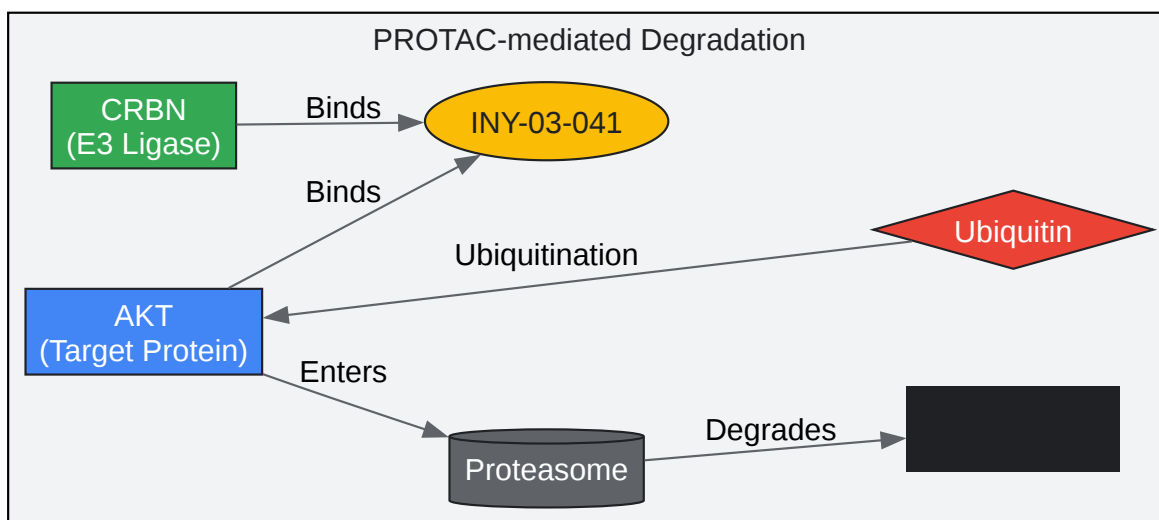 PROTAC-mediated Degradation
CRBN
(E3 Ligase)
Binds
INY-03-041
Binds
Ubiquitin
Ubiquitination
AKT
(Target Protein)
Enters
Proteasome
Degrades